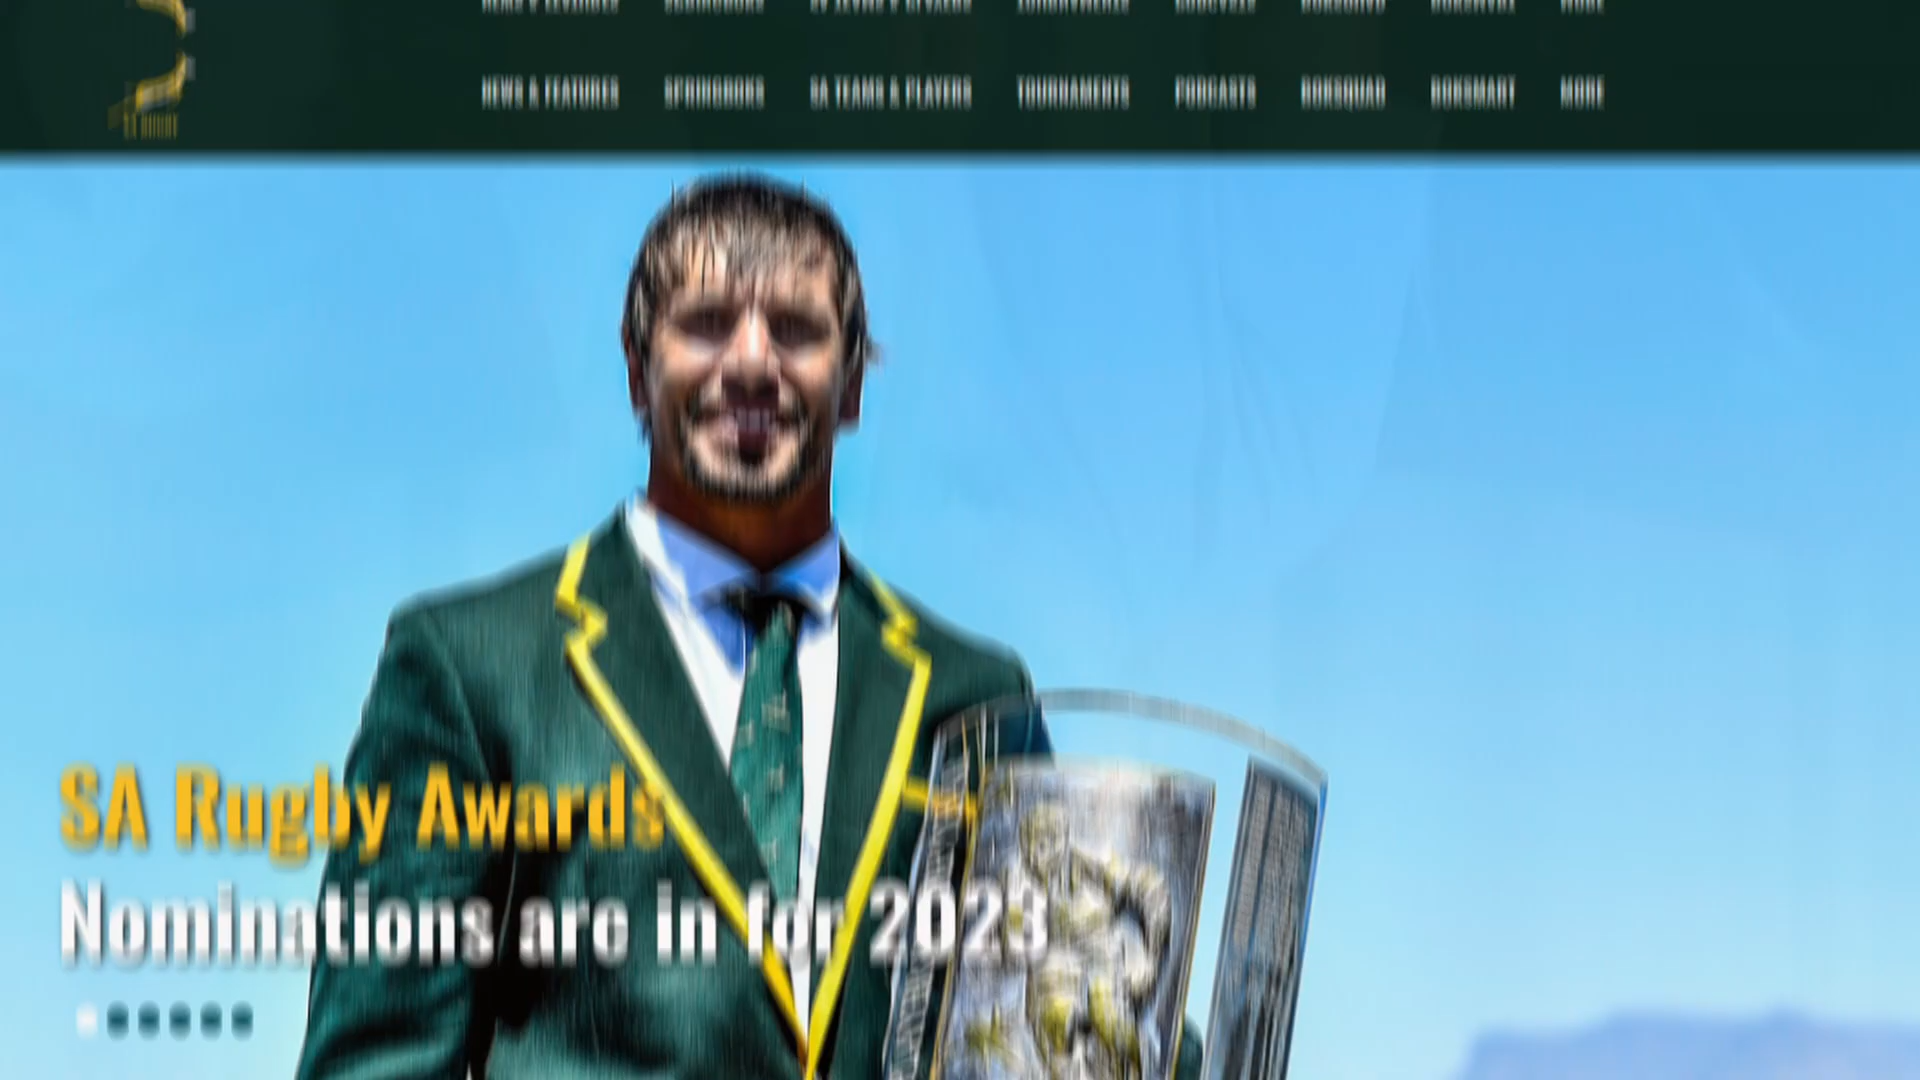 NEWS & FEATURES SPRINGBOKS SA TEAMS & PLAYERS TOURNAMENTS PODCASTS BOKSQUAD BOKSMART MORE
SA Rugby Awards
Nominations are in for 2023